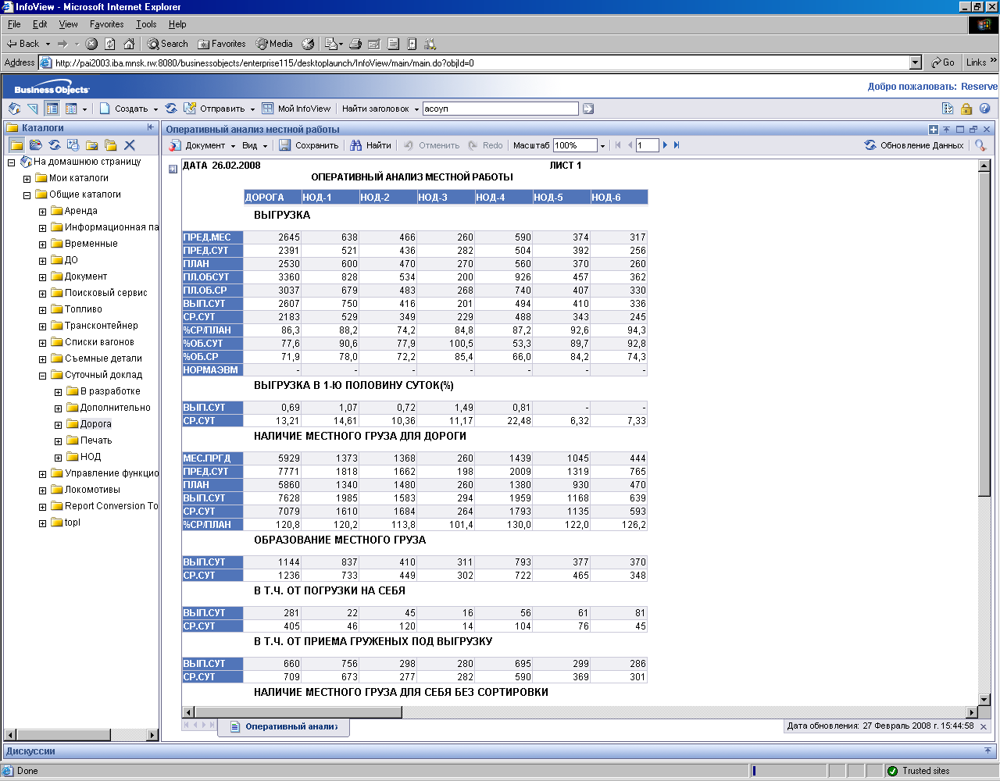 InfoView - Microsoft Internet Explorer
File Edit View Favorites Tools Help
Back Search Favorites Media
Address http://pai2003.iba.mnsk.rw:8080/businessobjects/enterprise115/desktoplaunch/InfoView/main/main.do?objId=0 Go Links »
Business Objects Добро пожаловать: Reserve
Создать Отправить Мой InfoView Найти заголовок асоуп
Каталоги Оперативный анализ местной работы
Документ Вид Сохранить Найти Отменить Redo Масштаб 100% 1 Обновление Данных
На домашнюю страницу
Мои каталоги
Общие каталоги
Аренда
Информационная па
Временные
ДО
Документ
Поисковый сервис
Топливо
Трансконтейнер
Списки вагонов
Съемные детали
Суточный доклад
В разработке
Дополнительно
Дорога
Печать
НОД
Управление функцио
Локомотивы
Report Conversion To
topl
ДАТА 26.02.2008 ЛИСТ 1
ОПЕРАТИВНЫЙ АНАЛИЗ МЕСТНОЙ РАБОТЫ
ДОРОГА НОД-1 НОД-2 НОД-3 НОД-4 НОД-5 НОД-6
ВЫГРУЗКА
ПРЕД.МЕС 2645 638 466 260 590 374 317
ПРЕД.СУТ 2391 521 436 282 504 392 256
ПЛАН 2530 600 470 270 560 370 260
ПЛ.ОБСУТ 3360 828 534 200 926 457 362
ПЛ.ОБ.СР 3037 679 483 268 740 407 330
ВЫП.СУТ 2607 750 416 201 494 410 336
СР.СУТ 2183 529 349 229 488 343 245
%СР/ПЛАН 86,3 88,2 74,2 84,8 87,2 92,6 94,3
%ОБ.СУТ 77,6 90,6 77,9 100,5 53,3 89,7 92,8
%ОБ.СР 71,9 78,0 72,2 85,4 66,0 84,2 74,3
НОРМАЭВМ - - - - - - -
ВЫГРУЗКА В 1-Ю ПОЛОВИНУ СУТОК(%)
ВЫП.СУТ 0,69 1,07 0,72 1,49 0,81 - -
СР.СУТ 13,21 14,61 10,36 11,17 22,48 6,32 7,33
НАЛИЧИЕ МЕСТНОГО ГРУЗА ДЛЯ ДОРОГИ
МЕС.ПРГД 5929 1373 1368 260 1439 1045 444
ПРЕД.СУТ 7771 1818 1662 198 2009 1319 765
ПЛАН 5860 1340 1480 260 1380 930 470
ВЫП.СУТ 7628 1985 1583 294 1959 1168 639
СР.СУТ 7079 1610 1684 264 1793 1135 593
%СР/ПЛАН 120,8 120,2 113,8 101,4 130,0 122,0 126,2
ОБРАЗОВАНИЕ МЕСТНОГО ГРУЗА
ВЫП.СУТ 1144 837 410 311 793 377 370
СР.СУТ 1236 733 449 302 722 465 348
В Т.Ч. ОТ ПОГРУЗКИ НА СЕБЯ
ВЫП.СУТ 281 22 45 16 56 61 81
СР.СУТ 405 46 120 14 104 76 45
В Т.Ч. ОТ ПРИЕМА ГРУЖЕНЫХ ПОД ВЫГРУЗКУ
ВЫП.СУТ 660 756 298 280 695 299 286
СР.СУТ 709 673 277 282 590 369 301
НАЛИЧИЕ МЕСТНОГО ГРУЗА ДЛЯ СЕБЯ БЕЗ СОРТИРОВКИ
Оперативный анализ Дата обновления: 27 Февраль 2008 г. 15:44:58
Дискуссии
Done Trusted sites